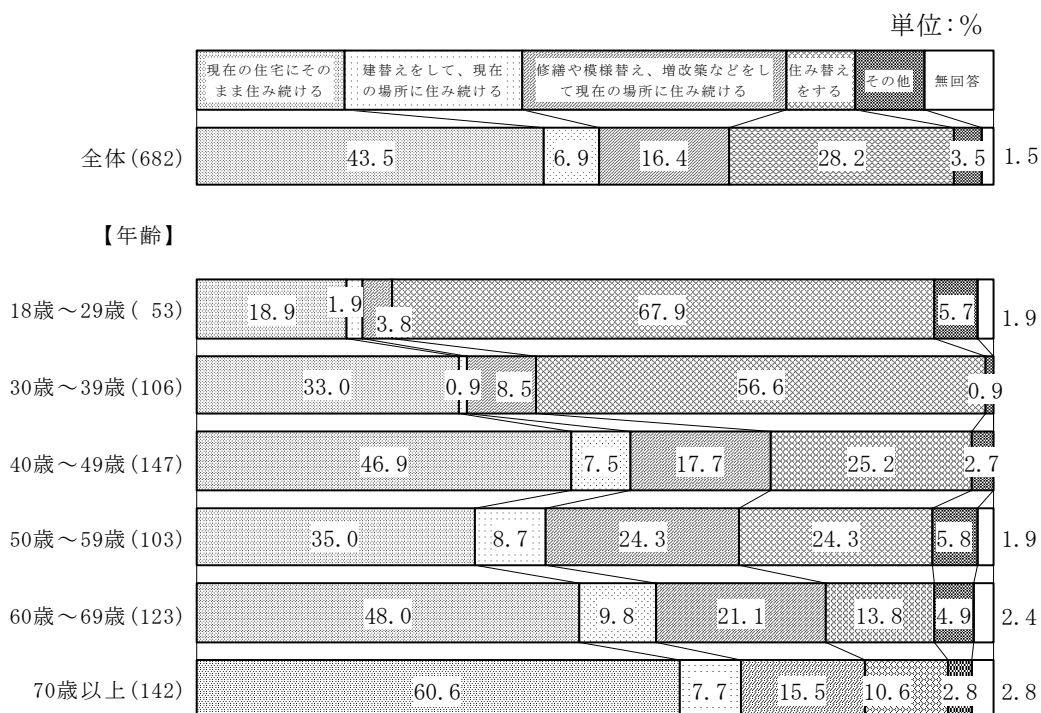 単位:%
現在の住宅にその
まま住み続ける
建替えをして、現在
の場所に住み続ける
修繕や模様替え、増改築などをし
て現在の場所に住み続ける
住み替え
をする
その他
無回答
全体(682) 43.5 6.9 16.4 28.2 3.5 1.5
【年齢】
18歳～29歳( 53) 18.9 1.9 3.8 67.9 5.7 1.9
30歳～39歳(106) 33.0 0.9 8.5 56.6 0.9
40歳～49歳(147) 46.9 7.5 17.7 25.2 2.7
50歳～59歳(103) 35.0 8.7 24.3 24.3 5.8 1.9
60歳～69歳(123) 48.0 9.8 21.1 13.8 4.9 2.4
70歳以上(142) 60.6 7.7 15.5 10.6 2.8 2.8